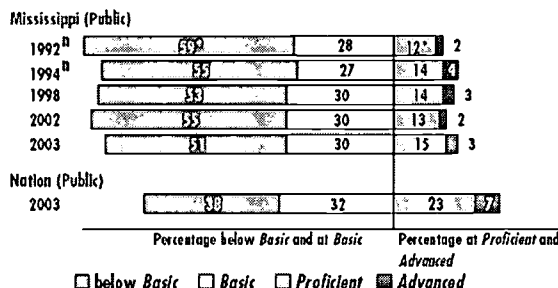 Mississippi (Public)
1992ⁿ 59* 28 12* 2
1994ⁿ 55 27 14 4
1998 53 30 14 3
2002 55 30 13 2
2003 51 30 15 3
Nation (Public)
2003 38 32 23 7
Percentage below Basic and at Basic
Percentage at Proficient and
Advanced
below Basic Basic Proficient Advanced